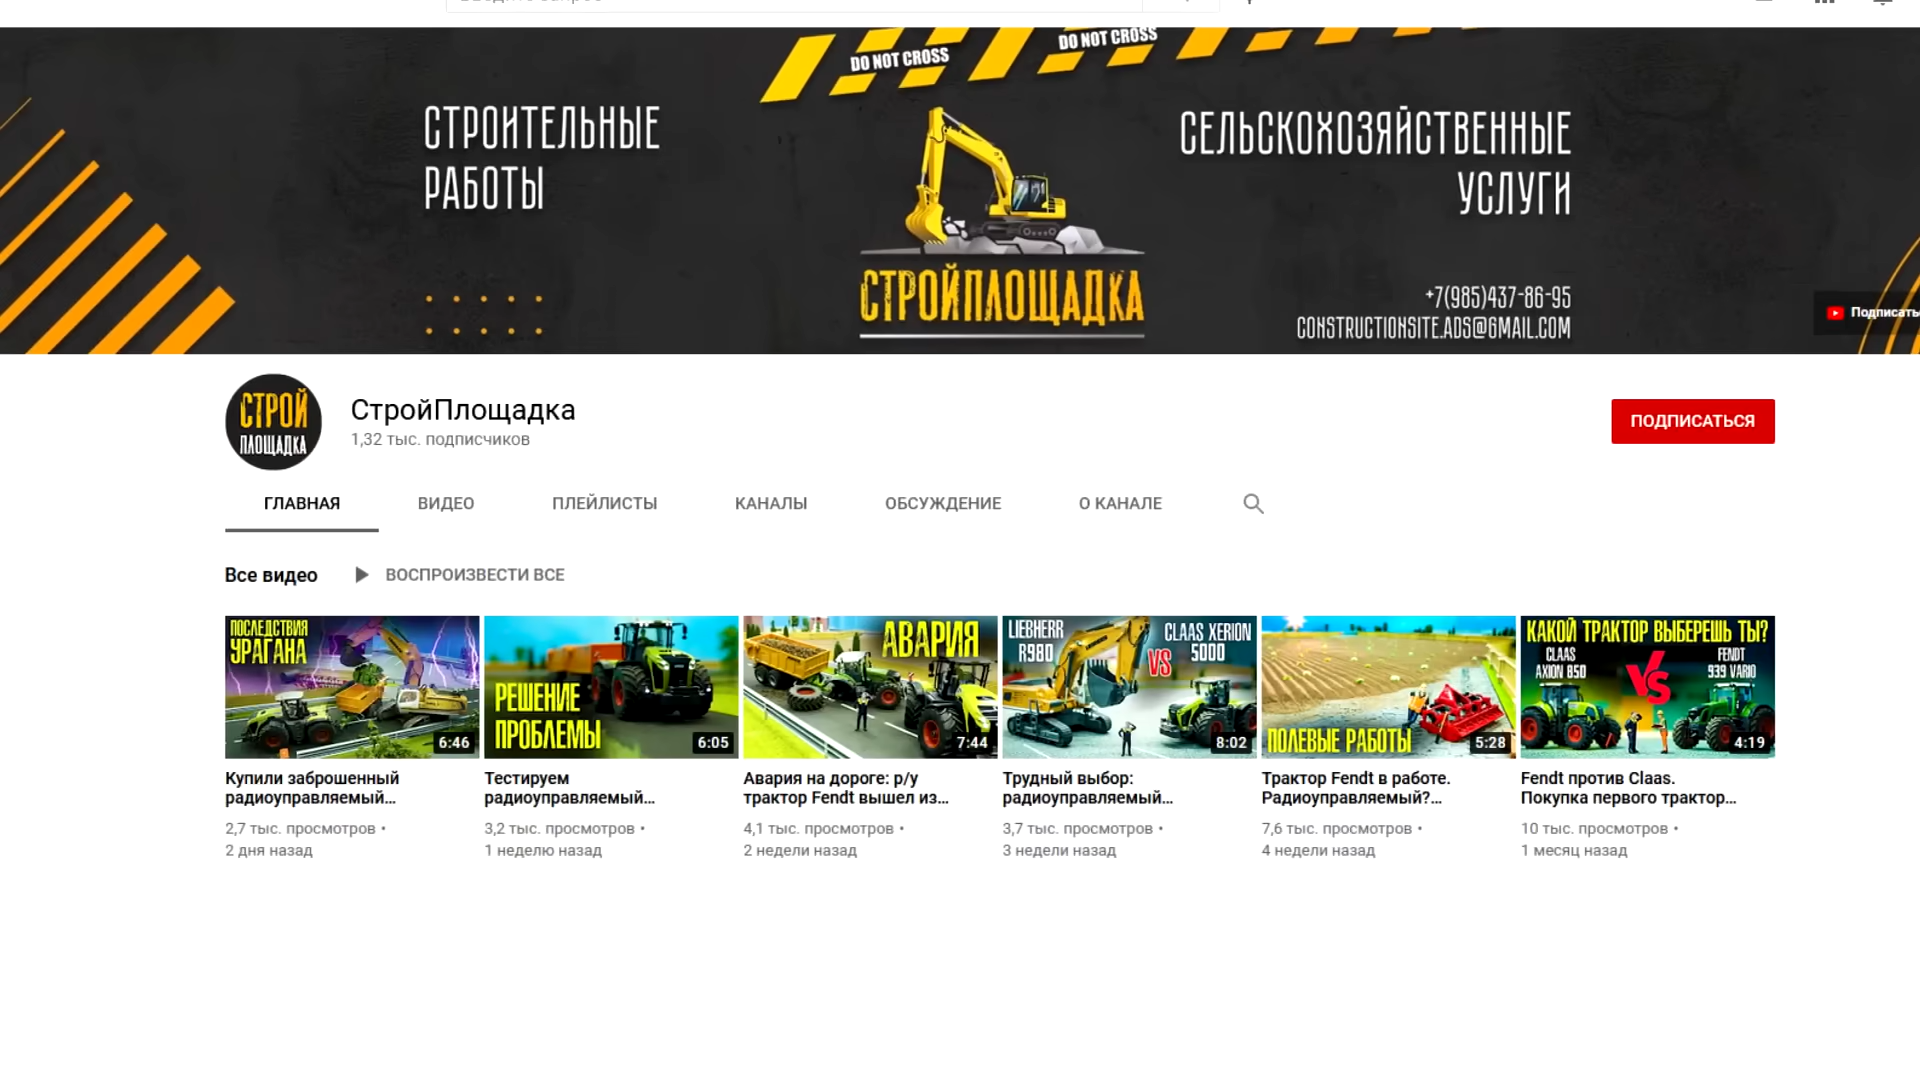 DO NOT CROSS
DO NOT CROSS
СТРОИТЕЛЬНЫЕ
РАБОТЫ
СЕЛЬСКОХОЗЯЙСТВЕННЫЕ
УСЛУГИ
СТРОЙПЛОЩАДКА
+7(985)437-86-95
CONSTRUCTIONSITE.ADS@GMAIL.COM
СТРОЙ
ПЛОЩАДКА
СтройПлощадка
1,32 тыс. подписчиков
ПОДПИСАТЬСЯ
ГЛАВНАЯ ВИДЕО ПЛЕЙЛИСТЫ КАНАЛЫ ОБСУЖДЕНИЕ О КАНАЛЕ
Все видео ВОСПРОИЗВЕСТИ ВСЕ
ПОСЛЕДСТВИЯ
УРАГАНА
6:46
Купили заброшенный
радиоуправляемый...
2,7 тыс. просмотров •
2 дня назад
РЕШЕНИЕ
ПРОБЛЕМЫ
6:05
Тестируем
радиоуправляемый...
3,2 тыс. просмотров •
1 неделю назад
АВАРИЯ
7:44
Авария на дороге: р/у
трактор Fendt вышел из...
4,1 тыс. просмотров •
2 недели назад
LIEBHERR
R980
VS
CLAAS XERION
5000
8:02
Трудный выбор:
радиоуправляемый...
3,7 тыс. просмотров •
3 недели назад
ПОЛЕВЫЕ РАБОТЫ
5:28
Трактор Fendt в работе.
Радиоуправляемый?...
7,6 тыс. просмотров •
4 недели назад
КАКОЙ ТРАКТОР ВЫБЕРЕШЬ ТЫ?
CLAAS
AXION 850
VS
FENDT
939 VARIO
4:19
Fendt против Claas.
Покупка первого трактор...
10 тыс. просмотров •
1 месяц назад